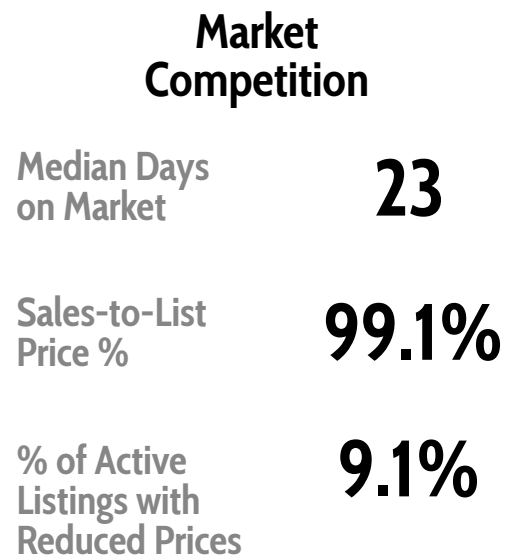 Market
Competition
Median Days
on Market
23
Sales-to-List
Price %
99.1%
% of Active
Listings with
Reduced Prices
9.1%